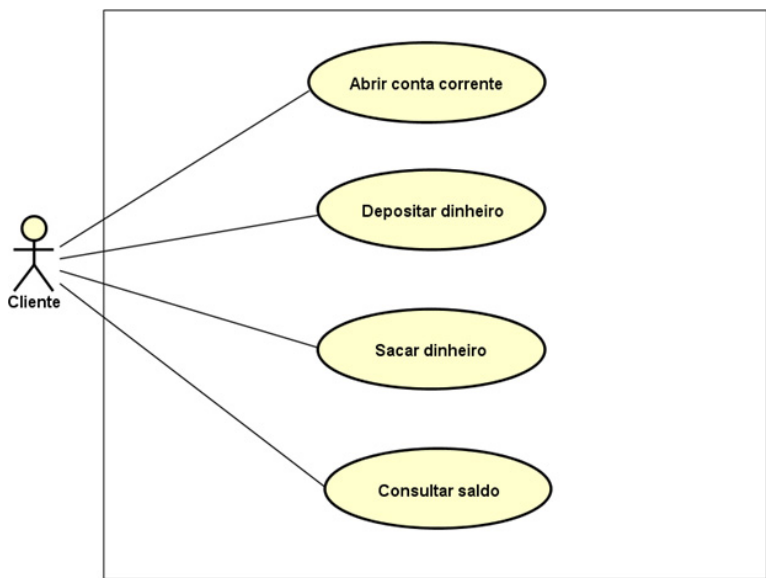 Abrir conta corrente
Depositar dinheiro
Cliente
Sacar dinheiro
Consultar saldo